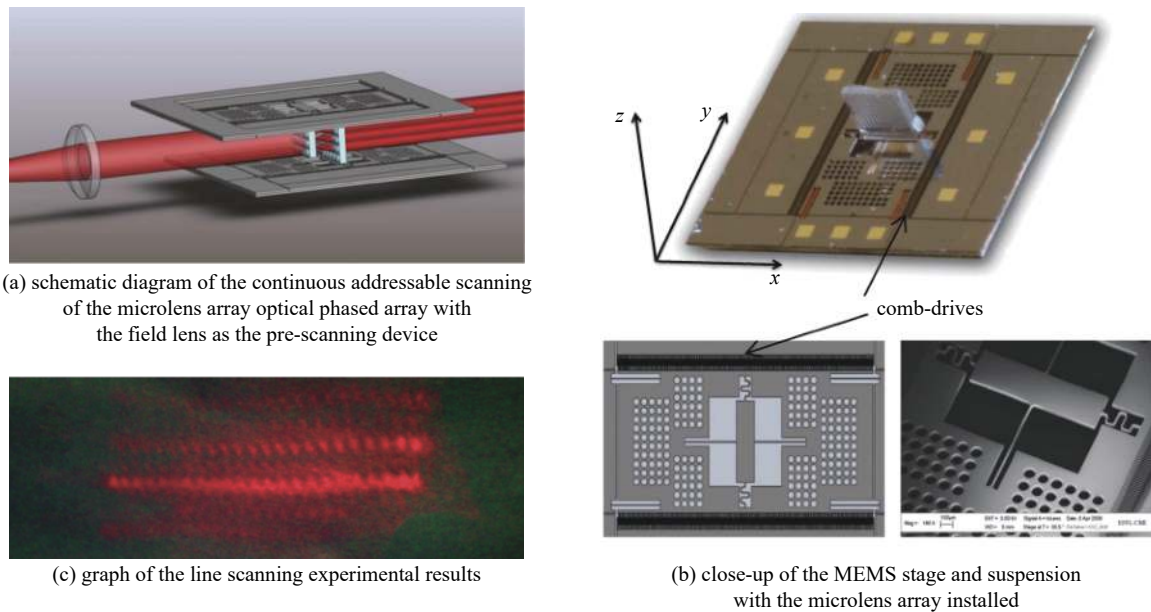 (a) schematic diagram of the continuous addressable scanning
of the microlens array optical phased array with
the field lens as the pre-scanning device
(c) graph of the line scanning experimental results
z
y
x
comb-drives
(b) close-up of the MEMS stage and suspension
with the microlens array installed